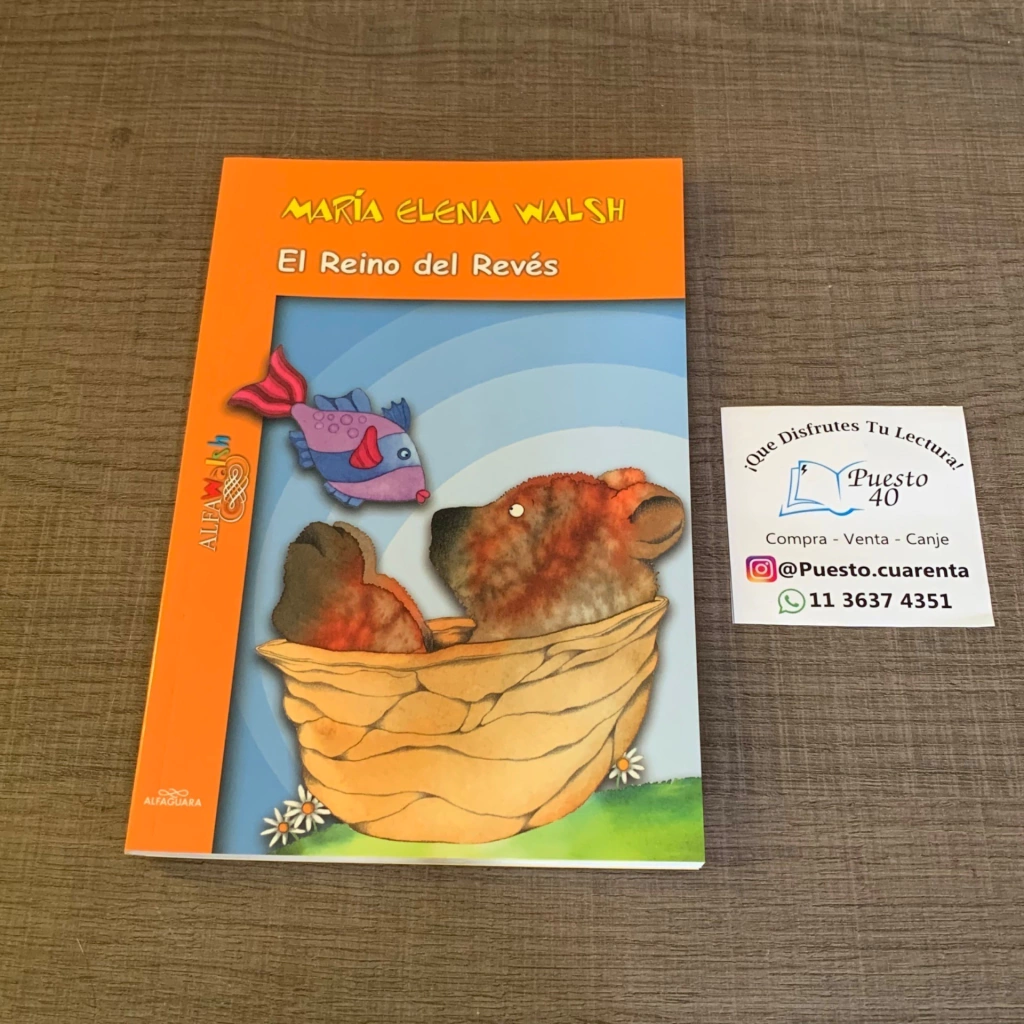 MARÍA ELENA WALSH
El Reino del Revés
ALFAWalsh
ALFAGUARA
¡Que Disfrutes Tu Lectura!
Puesto
40
Compra - Venta - Canje
@Puesto.cuarenta
11 3637 4351